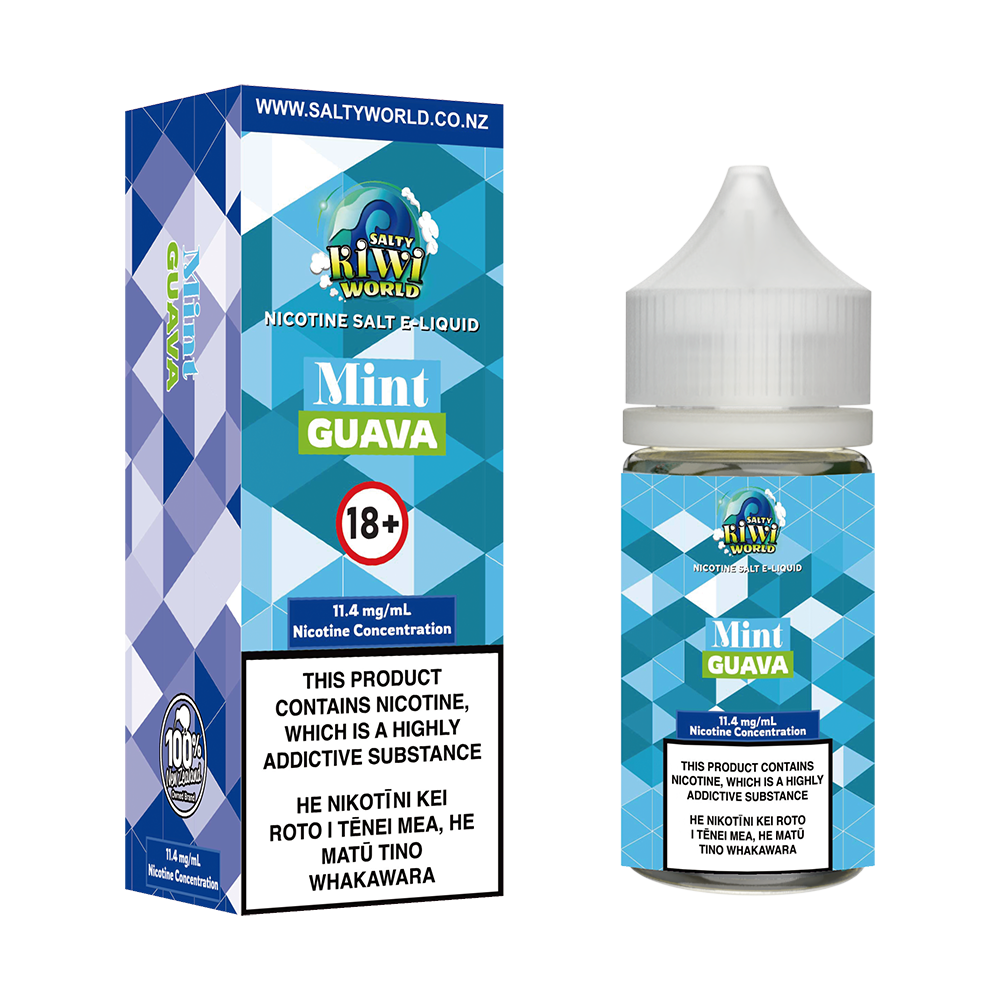 WWW.SALTYWORLD.CO.NZ
SALTY
KIWI
WORLD
NICOTINE SALT E-LIQUID
Mint
GUAVA
18+
11.4 mg/mL
Nicotine Concentration
THIS PRODUCT
CONTAINS NICOTINE,
WHICH IS A HIGHLY
ADDICTIVE SUBSTANCE
HE NIKOTĪNI KEI
ROTO I TĒNEI MEA, HE
MATŪ TINO
WHAKAWARA
Mint
GUAVA
100%
New Zealand
(Owned Brand)
11.4 mg/mL
Nicotine Concentration
SALTY
KIWI
WORLD
NICOTINE SALT E-LIQUID
Mint
GUAVA
11.4 mg/mL
Nicotine Concentration
THIS PRODUCT CONTAINS
NICOTINE, WHICH IS A HIGHLY
ADDICTIVE SUBSTANCE
HE NIKOTĪNI KEI ROTO
I TĒNEI MEA, HE MATŪ
TINO WHAKAWARA